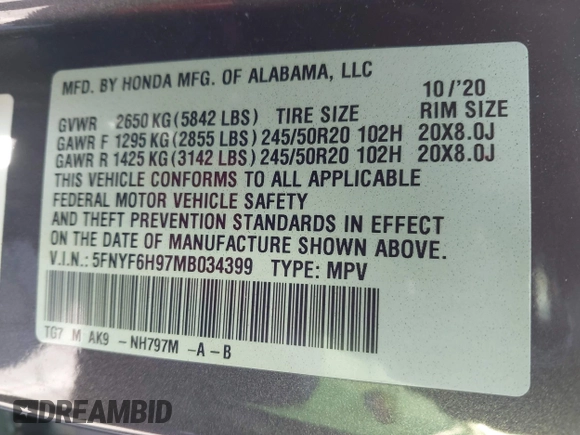 MFD. BY HONDA MFG. OF ALABAMA, LLC 10/'20
GVWR 2650 KG (5842 LBS) TIRE SIZE RIM SIZE
GAWR F 1295 KG (2855 LBS) 245/50R20 102H 20X8.0J
GAWR R 1425 KG (3142 LBS) 245/50R20 102H 20X8.0J
THIS VEHICLE CONFORMS TO ALL APPLICABLE
FEDERAL MOTOR VEHICLE SAFETY
AND THEFT PREVENTION STANDARDS IN EFFECT
ON THE DATE OF MANUFACTURE SHOWN ABOVE.
V.I.N.: 5FNYF6H97MB034399 TYPE: MPV
TG7 M AK9 -NH797M -A-B
DREAMBID